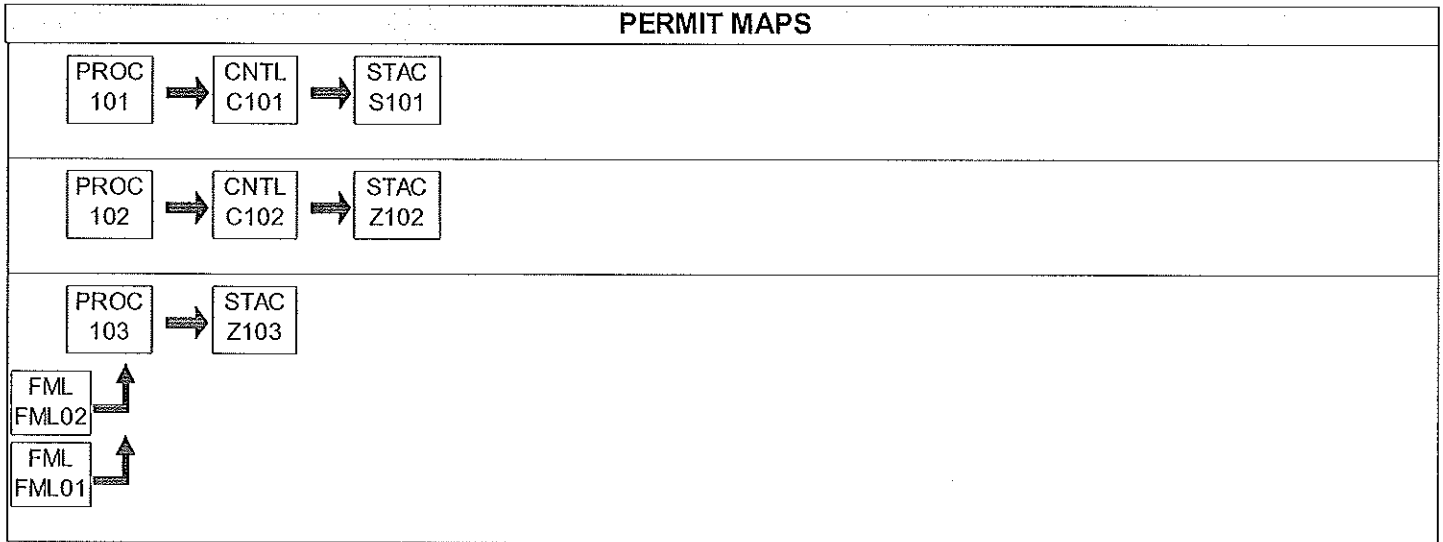 PERMIT MAPS
PROC
101
CNTL
C101
STAC
S101
PROC
102
CNTL
C102
STAC
Z102
PROC
103
STAC
Z103
FML
FML02
FML
FML01